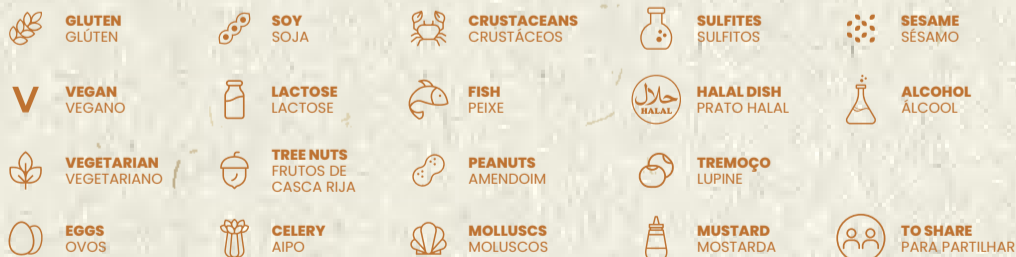 GLUTEN
GLÚTEN
SOY
SOJA
CRUSTACEANS
CRUSTÁCEOS
SULFITES
SULFITOS
SESAME
SÉSAMO
V
VEGAN
VEGANO
LACTOSE
LACTOSE
FISH
PEIXE
حلال
HALAL
HALAL DISH
PRATO HALAL
ALCOHOL
ÁLCOOL
VEGETARIAN
VEGETARIANO
TREE NUTS
FRUTOS DE
CASCA RIJA
PEANUTS
AMENDOIM
TREMOÇO
LUPINE
EGGS
OVOS
CELERY
AIPO
MOLLUSCS
MOLUSCOS
MUSTARD
MOSTARDA
TO SHARE
PARA PARTILHAR